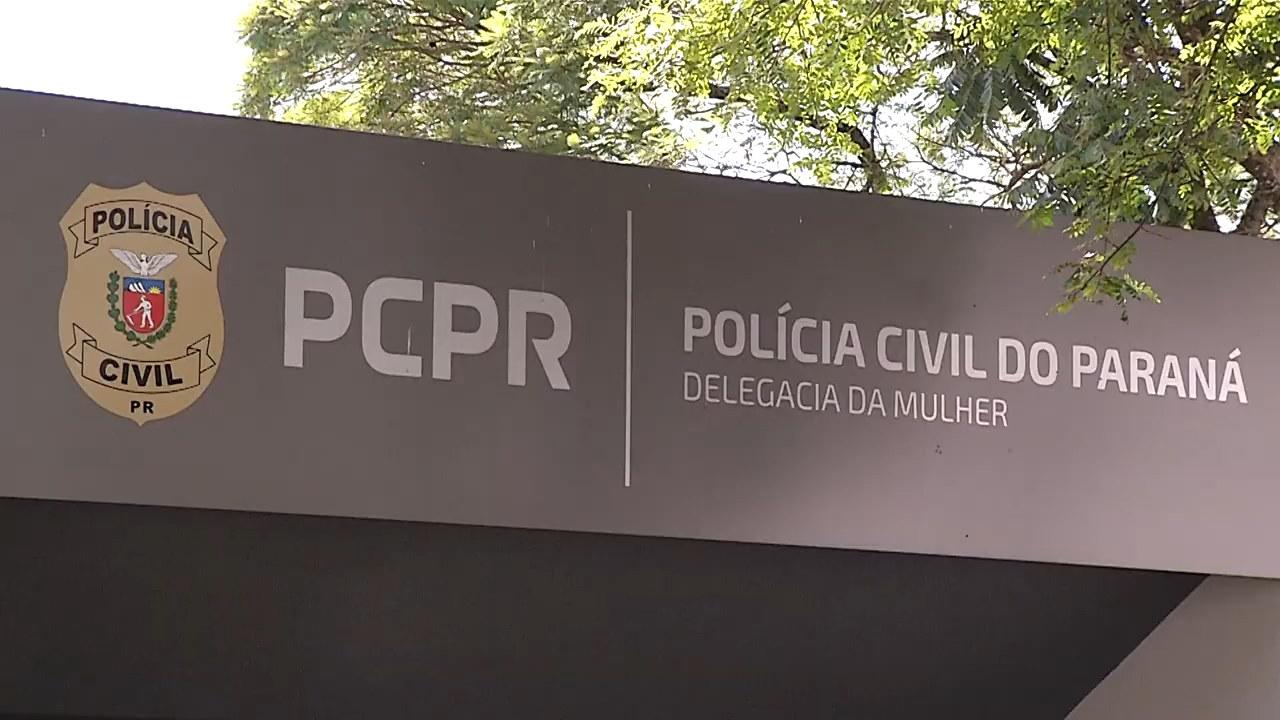 POLÍCIA
CIVIL
PR
PCPR
POLÍCIA CIVIL DO PARANÁ
DELEGACIA DA MULHER